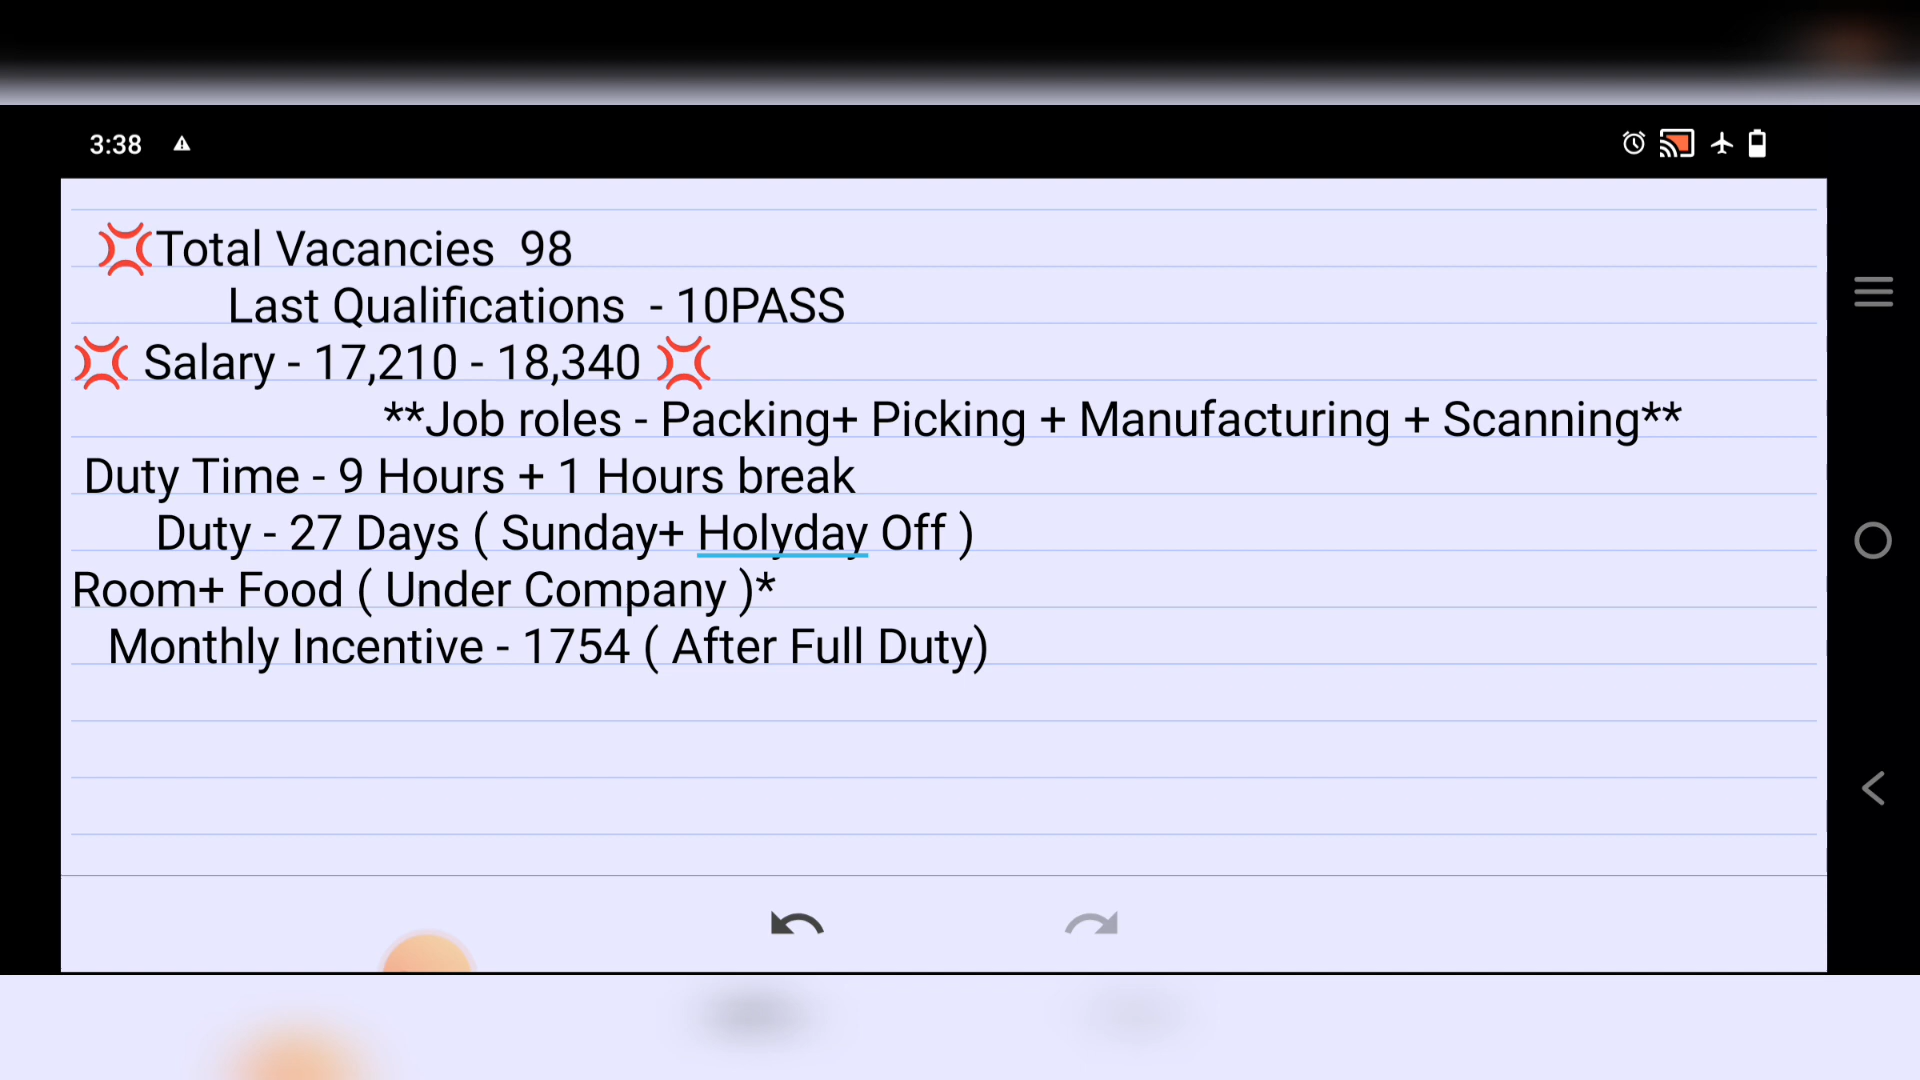 3:38
💢Total Vacancies 98
Last Qualifications - 10PASS
💢 Salary - 17,210 - 18,340 💢
**Job roles - Packing+ Picking + Manufacturing + Scanning**
Duty Time - 9 Hours + 1 Hours break
Duty - 27 Days ( Sunday+ Holyday Off )
Room+ Food ( Under Company )*
Monthly Incentive - 1754 ( After Full Duty)